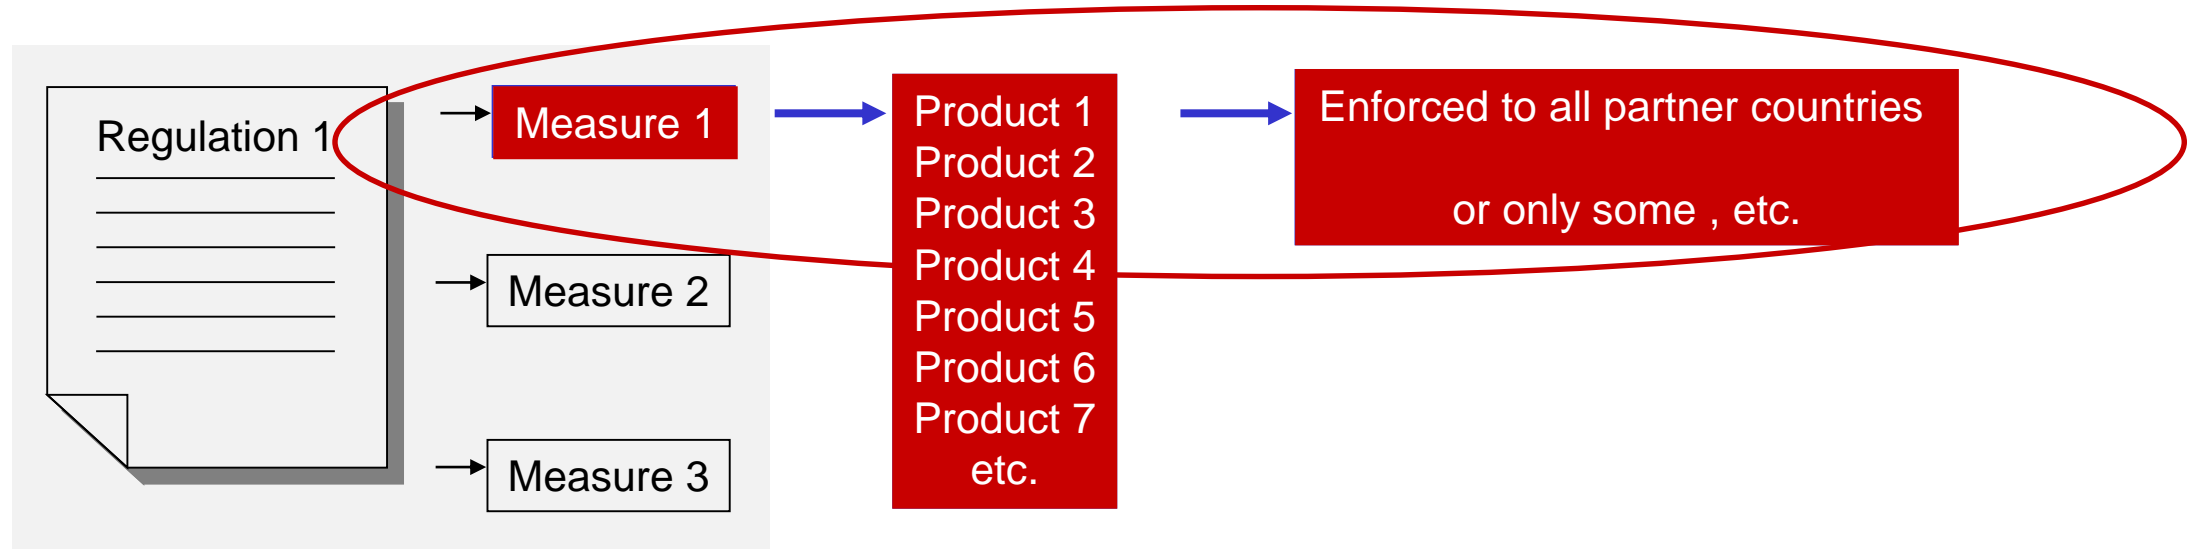 Regulation 1
Measure 1
Measure 2
Measure 3
Product 1
Product 2
Product 3
Product 4
Product 5
Product 6
Product 7
etc.
Enforced to all partner countries
or only some , etc.